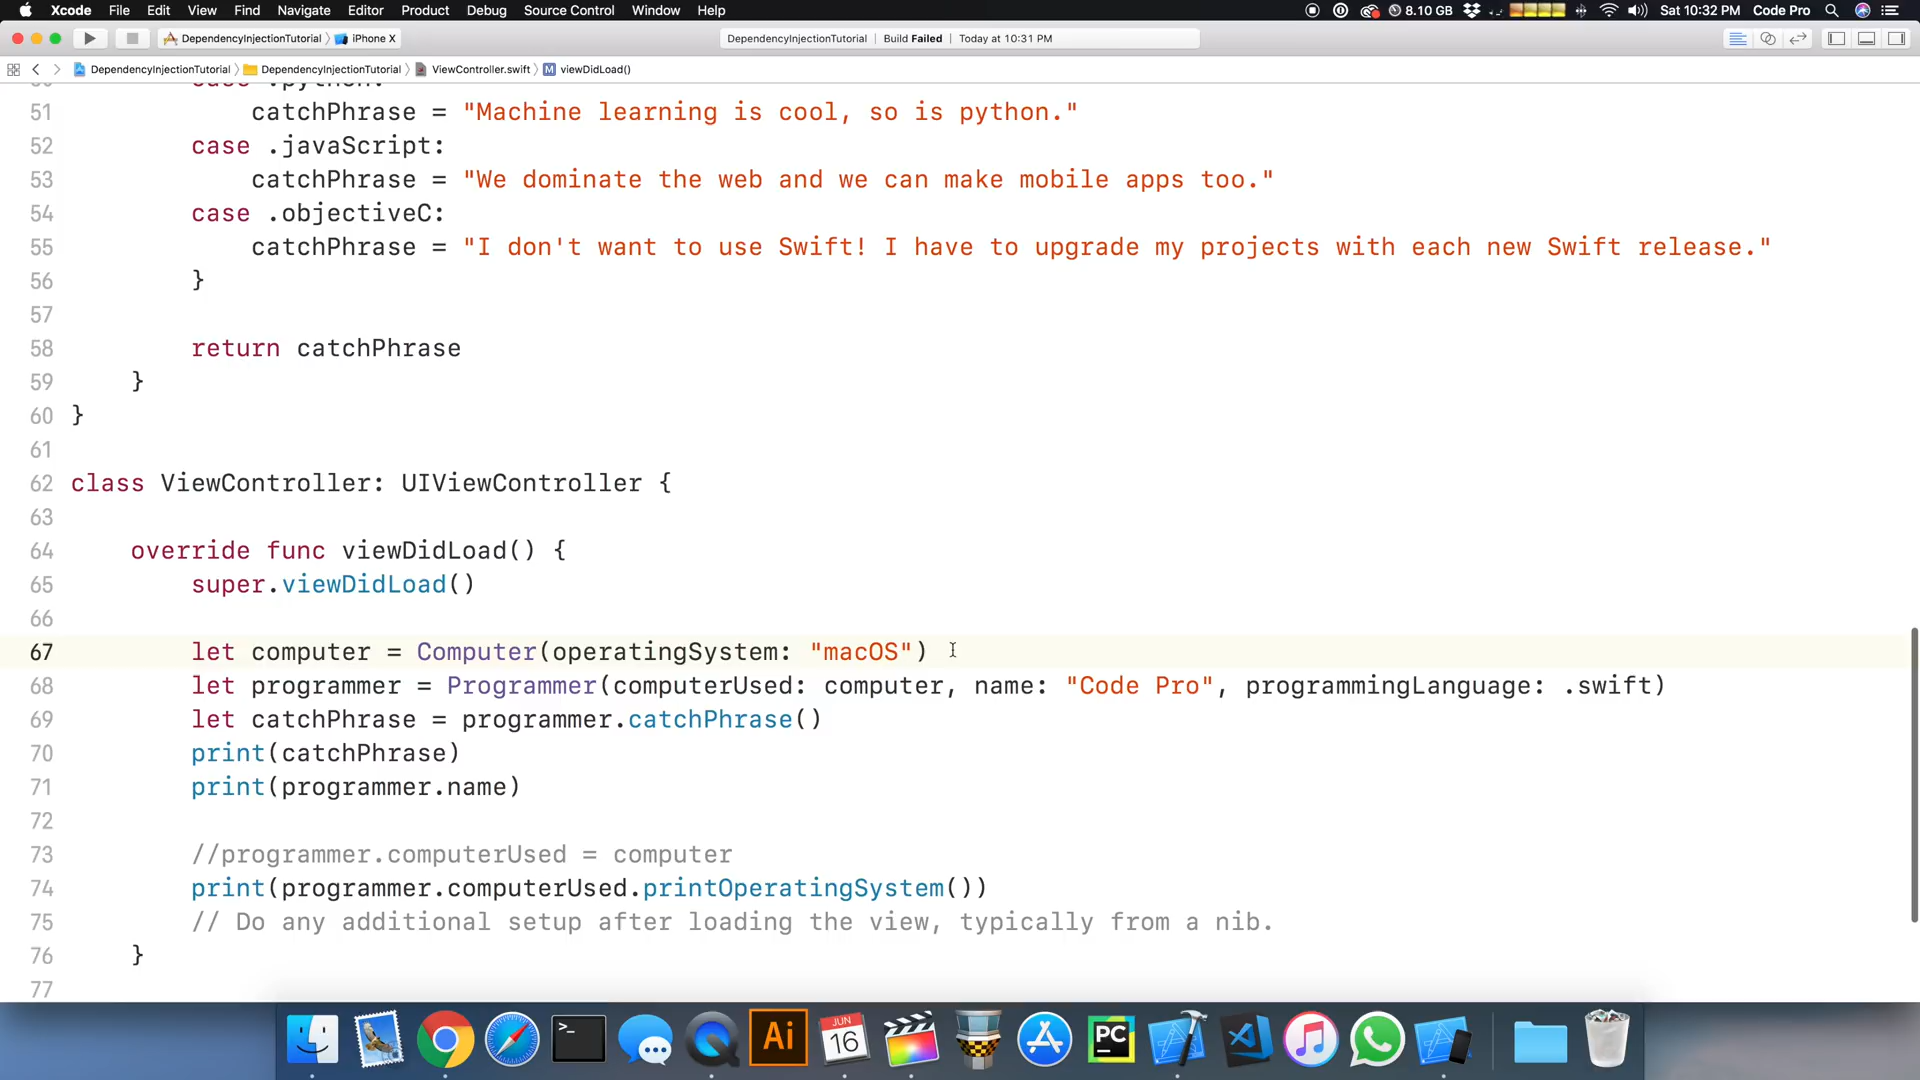 Xcode File Edit View Find Navigate Editor Product Debug Source Control Window Help 8.10 GB Sat 10:32 PM Code Pro
DependencyInjectionTutorial iPhone X DependencyInjectionTutorial | Build Failed | Today at 10:31 PM
DependencyInjectionTutorial DependencyInjectionTutorial ViewController.swift M viewDidLoad()
case .python:
51 catchPhrase = "Machine learning is cool, so is python."
52 case .javaScript:
53 catchPhrase = "We dominate the web and we can make mobile apps too."
54 case .objectiveC:
55 catchPhrase = "I don't want to use Swift! I have to upgrade my projects with each new Swift release."
56 }
57
58 return catchPhrase
59 }
60 }
61
62 class ViewController: UIViewController {
63
64 override func viewDidLoad() {
65 super.viewDidLoad()
66
67 let computer = Computer(operatingSystem: "macOS")
68 let programmer = Programmer(computerUsed: computer, name: "Code Pro", programmingLanguage: .swift)
69 let catchPhrase = programmer.catchPhrase()
70 print(catchPhrase)
71 print(programmer.name)
72
73 //programmer.computerUsed = computer
74 print(programmer.computerUsed.printOperatingSystem())
75 // Do any additional setup after loading the view, typically from a nib.
76 }
77
>_ Ai JUN 16 PC